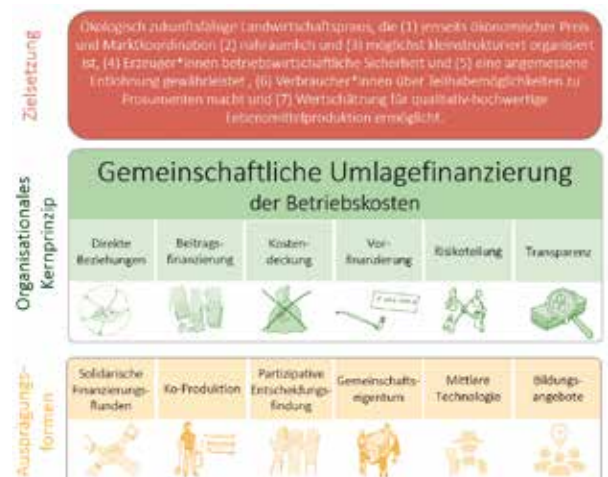 Zielsetzung
Ökologisch zukunftsfähige Landwirtschaftspraxis, die (1) jenseits ökonomischer Preis
und Marktkoordination (2) nahräumlich und (3) möglichst kleinstrukturiert organisiert
ist, (4) Erzeuger*innen betriebswirtschaftliche Sicherheit und (5) eine angemessene
Entlohnung gewährleistet , (6) Verbraucher*innen über Teilhabemöglichkeiten zu
Prosumenten macht und (7) Wertschätzung für qualitativ-hochwertige
Lebensmittelproduktion ermöglicht.
Organisationales
Kernprinzip
Gemeinschaftliche Umlagefinanzierung
der Betriebskosten
Direkte
Beziehungen
Beitrags-
finanzierung
Kosten-
deckung
Vor-
finanzierung
Risikoteilung
Transparenz
Ausprägungs-
formen
Solidarische
Finanzierungs-
runden
Ko-Produktion
Partizipative
Entscheidungs-
findung
Gemeinschafts-
eigentum
Mittlere
Technologie
Bildungs-
angebote